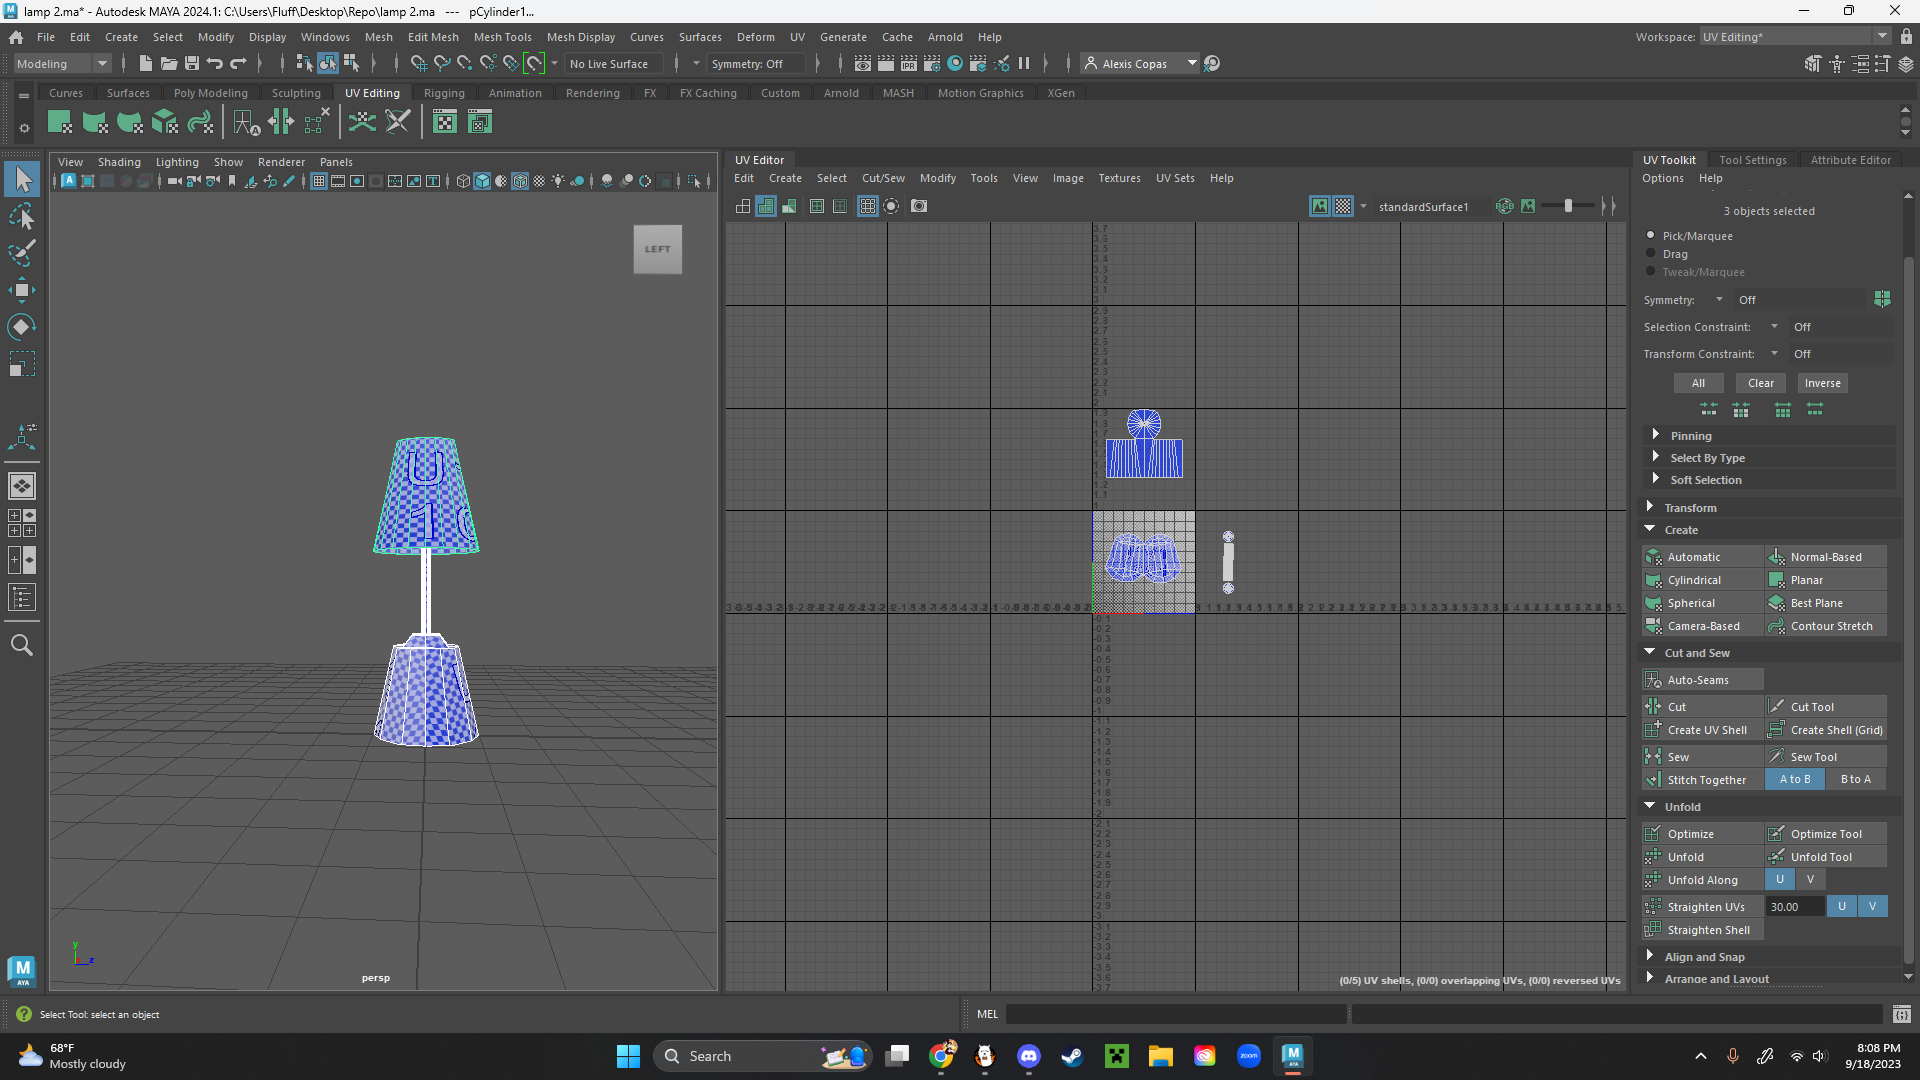 lamp 2.ma* - Autodesk MAYA 2024.1: C:\Users\Fluff\Desktop\Repo\lamp 2.ma --- pCylinder1...
File Edit Create Select Modify Display Windows Mesh Edit Mesh Mesh Tools Mesh Display Curves Surfaces Deform UV Generate Cache Arnold Help
Workspace: UV Editing*
Modeling No Live Surface Symmetry: Off Alexis Copas
Curves Surfaces Poly Modeling Sculpting UV Editing Rigging Animation Rendering FX FX Caching Custom Arnold MASH Motion Graphics XGen
View Shading Lighting Show Renderer Panels
LEFT
U
1
persp
y
z
UV Editor
Edit Create Select Cut/Sew Modify Tools View Image Textures UV Sets Help
standardSurface1
(0/5) UV shells, (0/0) overlapping UVs, (0/0) reversed UVs
UV Toolkit Tool Settings Attribute Editor
Options Help
3 objects selected
Pick/Marquee
Drag
Tweak/Marquee
Symmetry: Off
Selection Constraint: Off
Transform Constraint: Off
All Clear Inverse
Pinning
Select By Type
Soft Selection
Transform
Create
Automatic Normal-Based
Cylindrical Planar
Spherical Best Plane
Camera-Based Contour Stretch
Cut and Sew
Auto-Seams
Cut Cut Tool
Create UV Shell Create Shell (Grid)
Sew Sew Tool
Stitch Together A to B B to A
Unfold
Optimize Optimize Tool
Unfold Unfold Tool
Unfold Along U V
Straighten UVs 30.00 U V
Straighten Shell
Align and Snap
Arrange and Layout
Select Tool: select an object
MEL
68°F
Mostly cloudy
Search
zoom
8:08 PM
9/18/2023